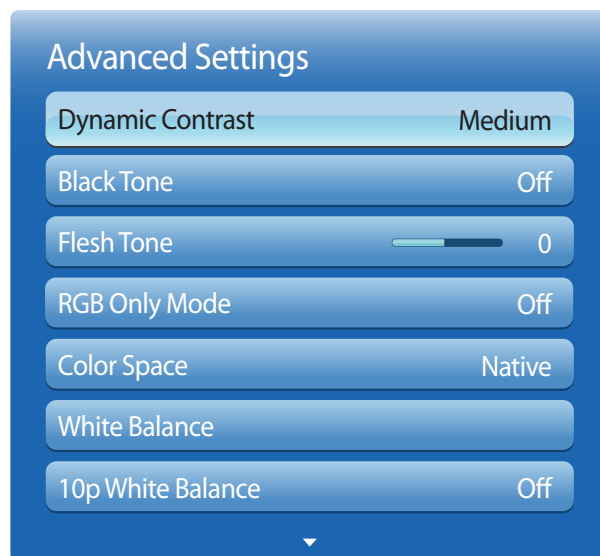 Advanced Settings
Dynamic Contrast Medium
Black Tone Off
Flesh Tone 0
RGB Only Mode Off
Color Space Native
White Balance
10p White Balance Off